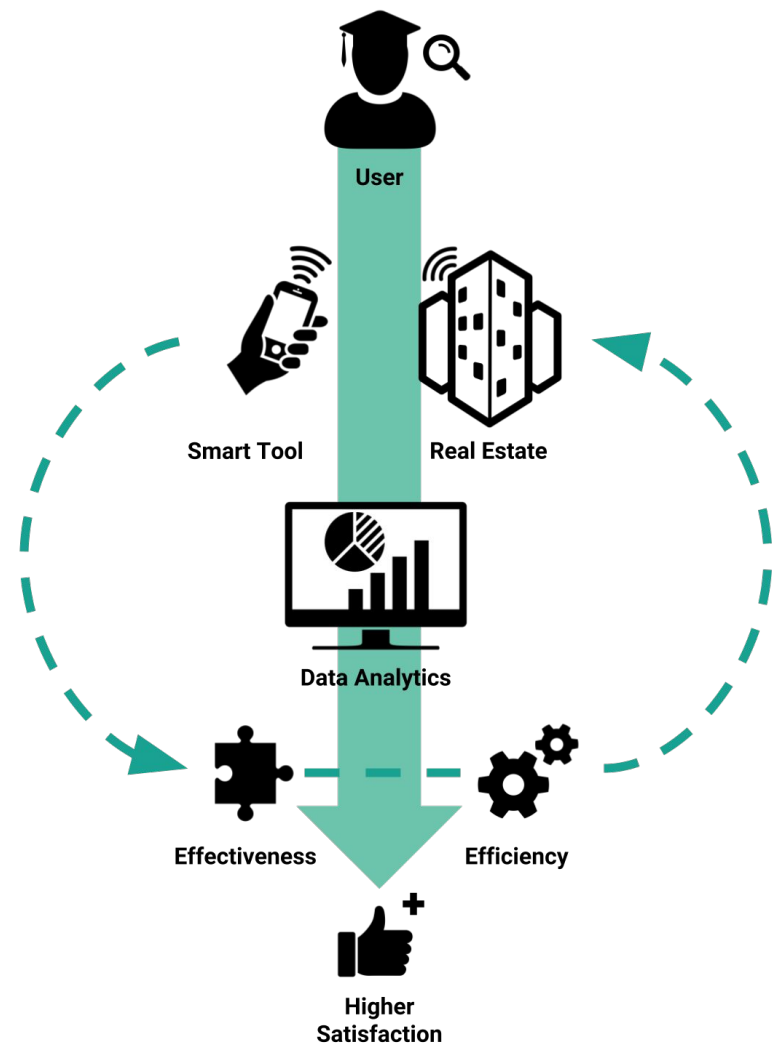 User
Smart Tool
Real Estate
Data Analytics
Effectiveness
Efficiency
Higher
Satisfaction